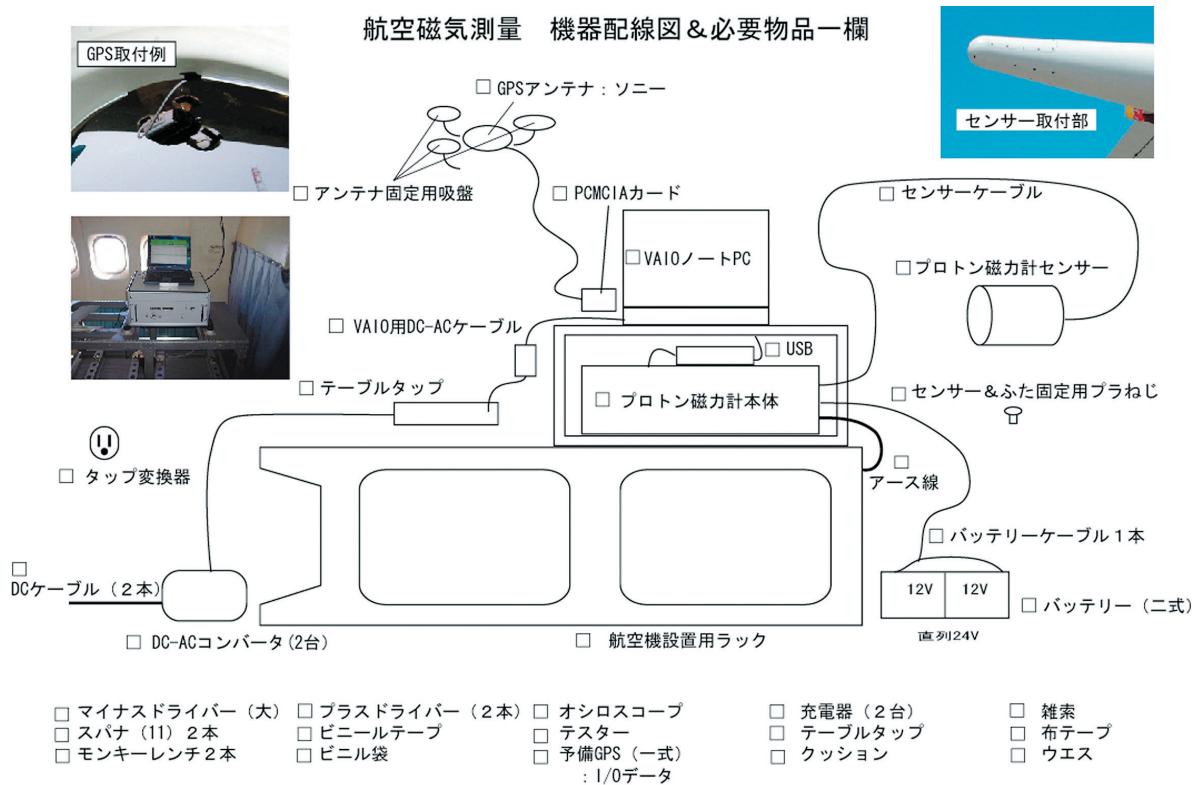 航空磁気測量　機器配線図＆必要物品一欄
GPS取付例
センサー取付部
□ GPSアンテナ：ソニー
□ アンテナ固定用吸盤
□ PCMCIAカード
□ センサーケーブル
□ VAIOノートPC
□ プロトン磁力計センサー
□ VAIO用DC-ACケーブル
□ USB
□ テーブルタップ
□ プロトン磁力計本体
□ センサー＆ふた固定用プラねじ
□ タップ変換器
□
アース線
□ バッテリーケーブル１本
□
DCケーブル（２本）
12V 12V
□ バッテリー（二式）
直列24V
□ DC-ACコンバータ(2台)
□ 航空機設置用ラック
□ マイナスドライバー（大） □ プラスドライバー（２本） □ オシロスコープ □ 充電器（２台） □ 雑索
□ スパナ（11）２本 □ ビニールテープ □ テスター □ テーブルタップ □ 布テープ
□ モンキーレンチ２本 □ ビニル袋 □ 予備GPS（一式） □ クッション □ ウエス
：I/Oデータ